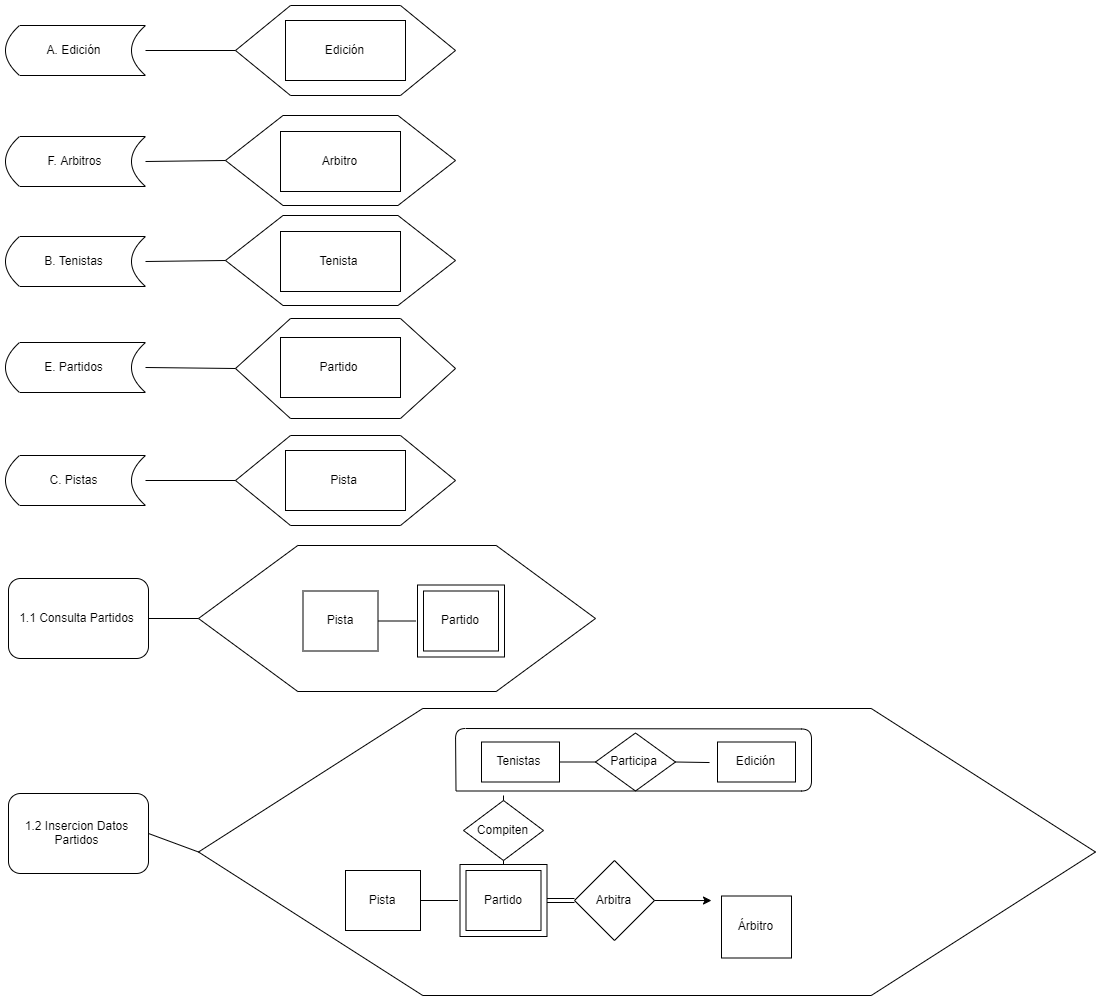 A. Edición
Edición
F. Arbitros
Arbitro
B. Tenistas
Tenista
E. Partidos
Partido
C. Pistas
Pista
1.1 Consulta Partidos
Pista
Partido
1.2 Insercion Datos
Partidos
Tenistas
Participa
Edición
Compiten
Pista
Partido
Arbitra
Árbitro